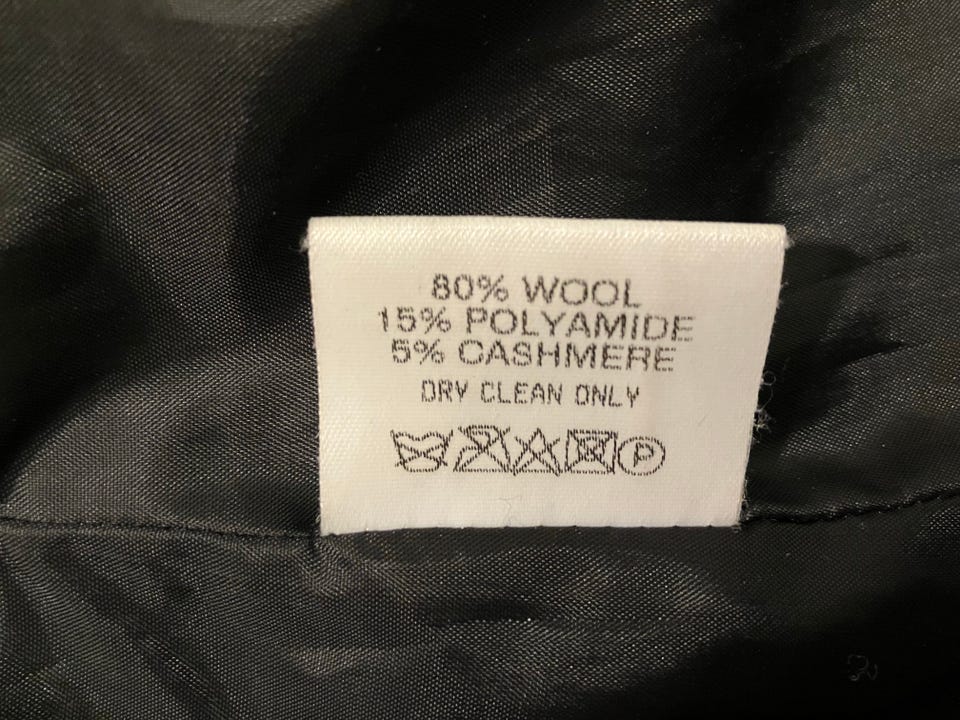 80% WOOL
15% POLYAMIDE
5% CASHMERE
DRY CLEAN ONLY
P